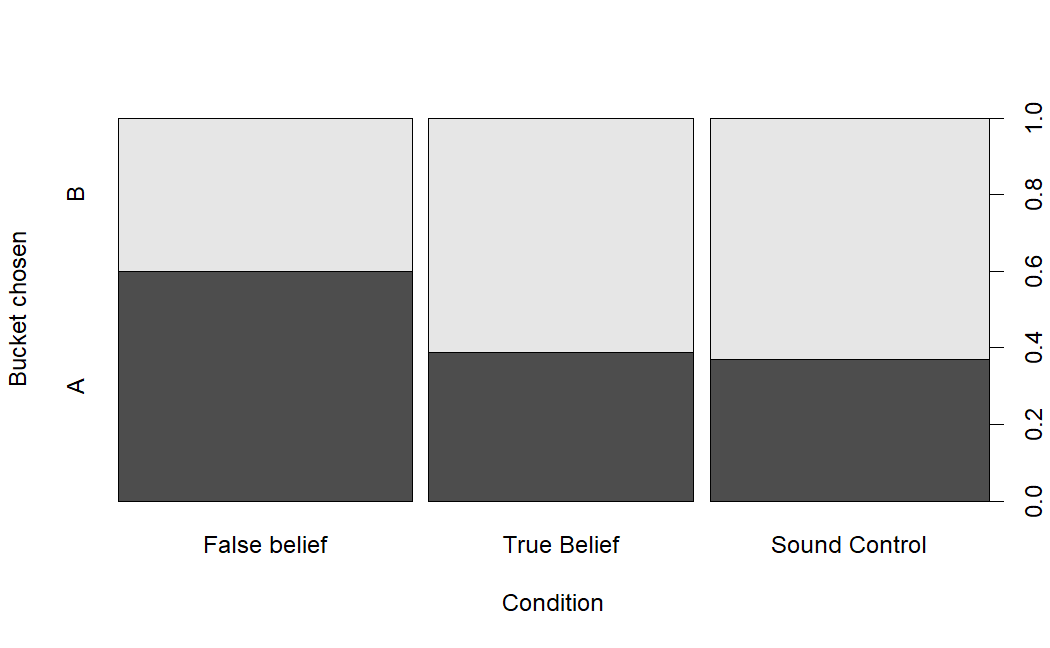 Bucket chosen
B
A
1.0
0.8
0.6
0.4
0.2
0.0
False belief
True Belief
Sound Control
Condition